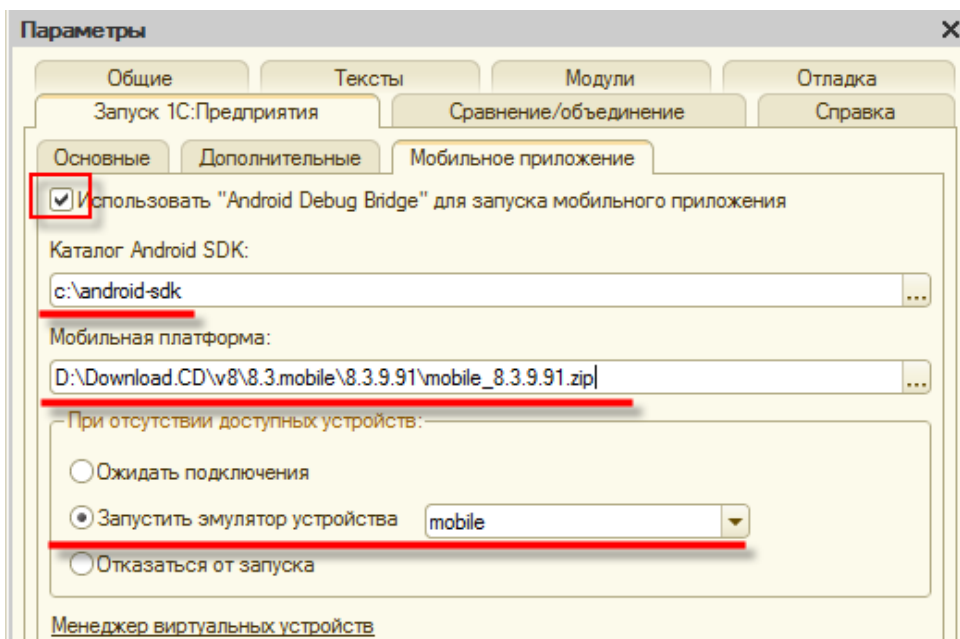 Параметры
Общие Тексты Модули Отладка
Запуск 1С:Предприятия Сравнение/объединение Справка
Основные Дополнительные Мобильное приложение
Использовать "Android Debug Bridge" для запуска мобильного приложения
Каталог Android SDK:
c:\android-sdk
...
Мобильная платформа:
D:\Download.CD\v8\8.3.mobile\8.3.9.91\mobile_8.3.9.91.zip
...
При отсутствии доступных устройств:
Ожидать подключения
Запустить эмулятор устройства mobile
Отказаться от запуска
Менеджер виртуальных устройств